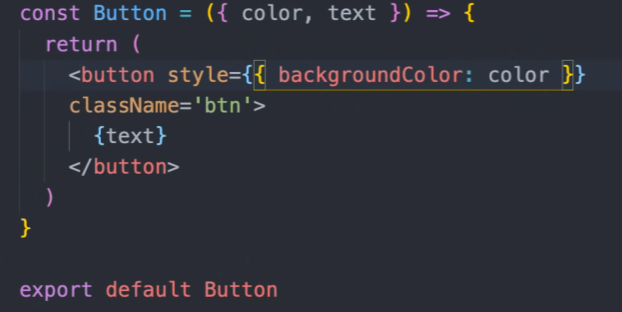 const Button = ({ color, text }) => {
  return (
    <button style={{ backgroundColor: color }}
    className='btn'>
      {text}
    </button>
  )
}

export default Button